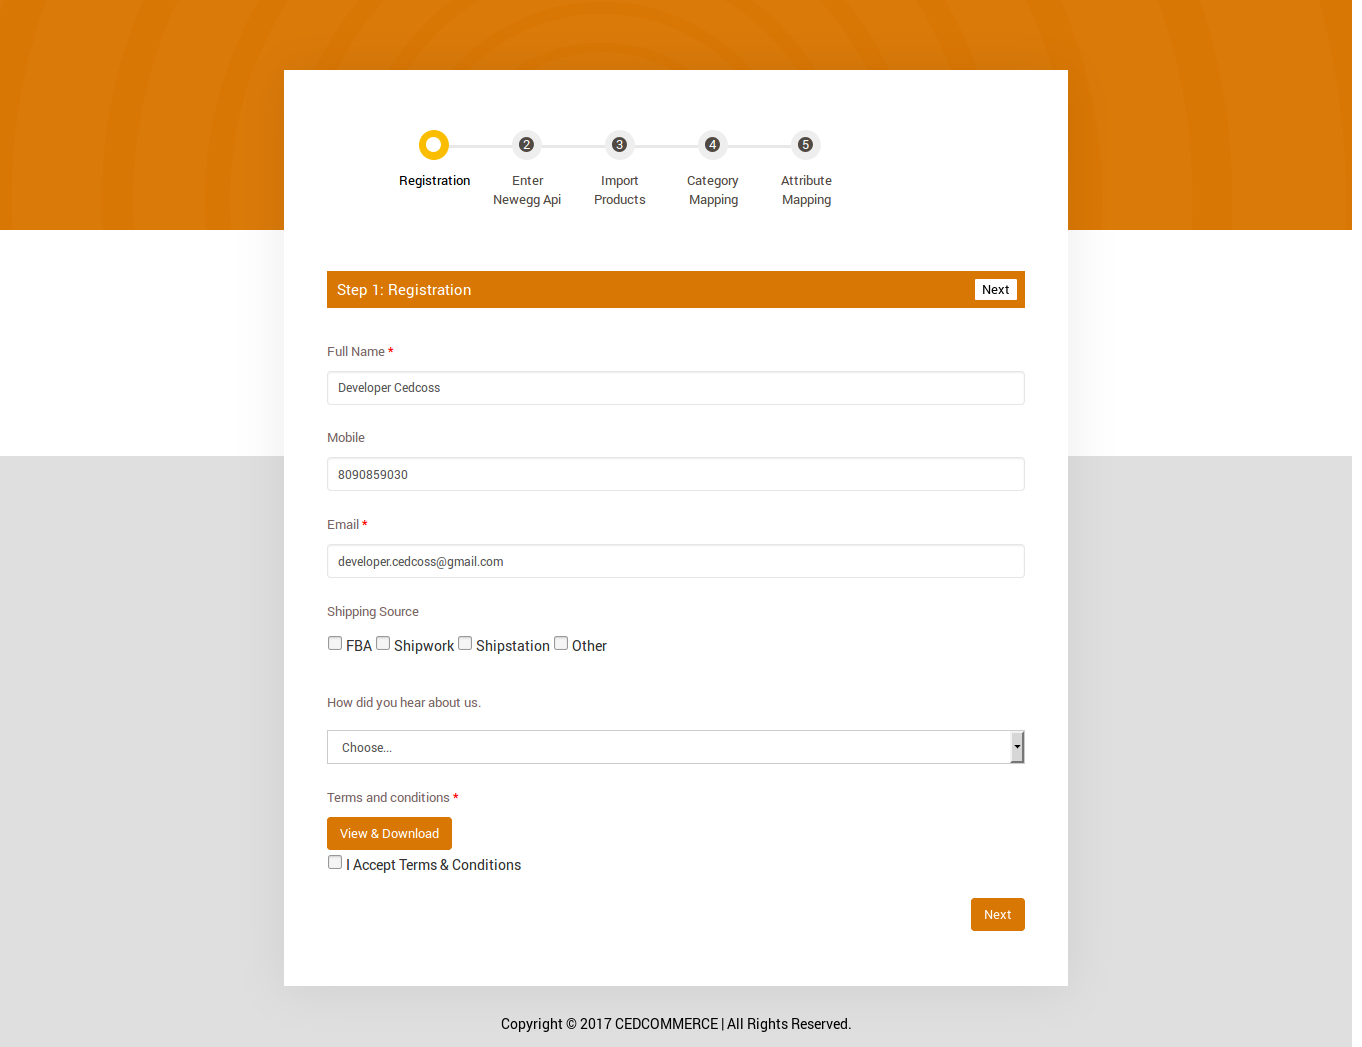 2 3 4 5
Registration Enter Import Category Attribute
Newegg Api Products Mapping Mapping
Step 1: Registration Next
Full Name *
Developer Cedcoss
Mobile
8090859030
Email *
developer.cedcoss@gmail.com
Shipping Source
FBA Shipwork Shipstation Other
How did you hear about us.
Choose...
Terms and conditions *
View & Download
I Accept Terms & Conditions
Next
Copyright © 2017 CEDCOMMERCE | All Rights Reserved.